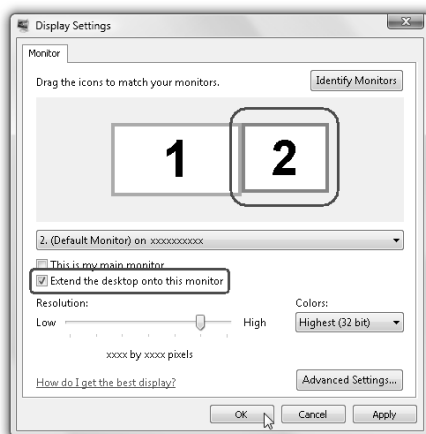 Display Settings
Monitor
Drag the icons to match your monitors.
Identify Monitors
1
2
2. (Default Monitor) on xxxxxxxxxx
This is my main monitor
Extend the desktop onto this monitor
Resolution:
Colors:
Low
High
Highest (32 bit)
xxxx by xxxx pixels
How do I get the best display?
Advanced Settings...
OK
Cancel
Apply